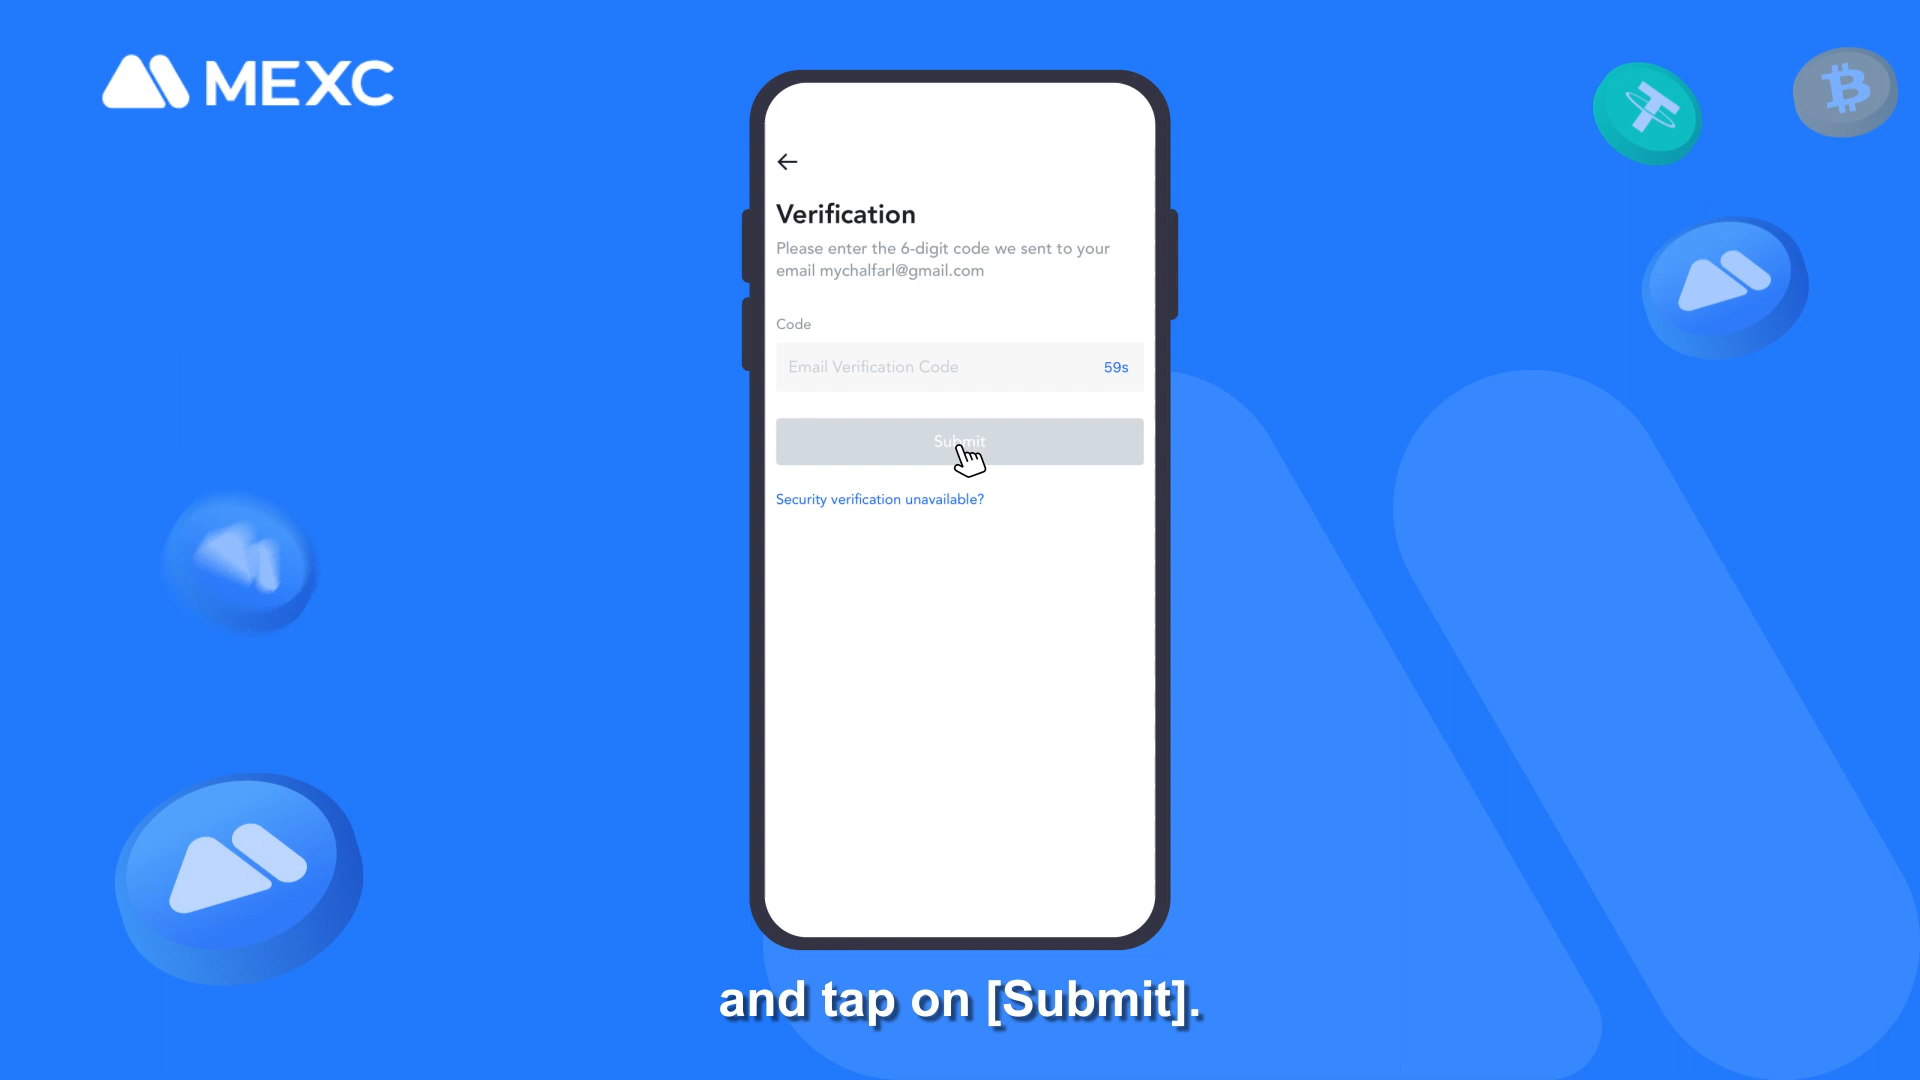 MEXC
Verification
Please enter the 6-digit code we sent to your
email mychalfarl@gmail.com
Code
Email Verification Code 59s
Submit
Security verification unavailable?
and tap on [Submit].